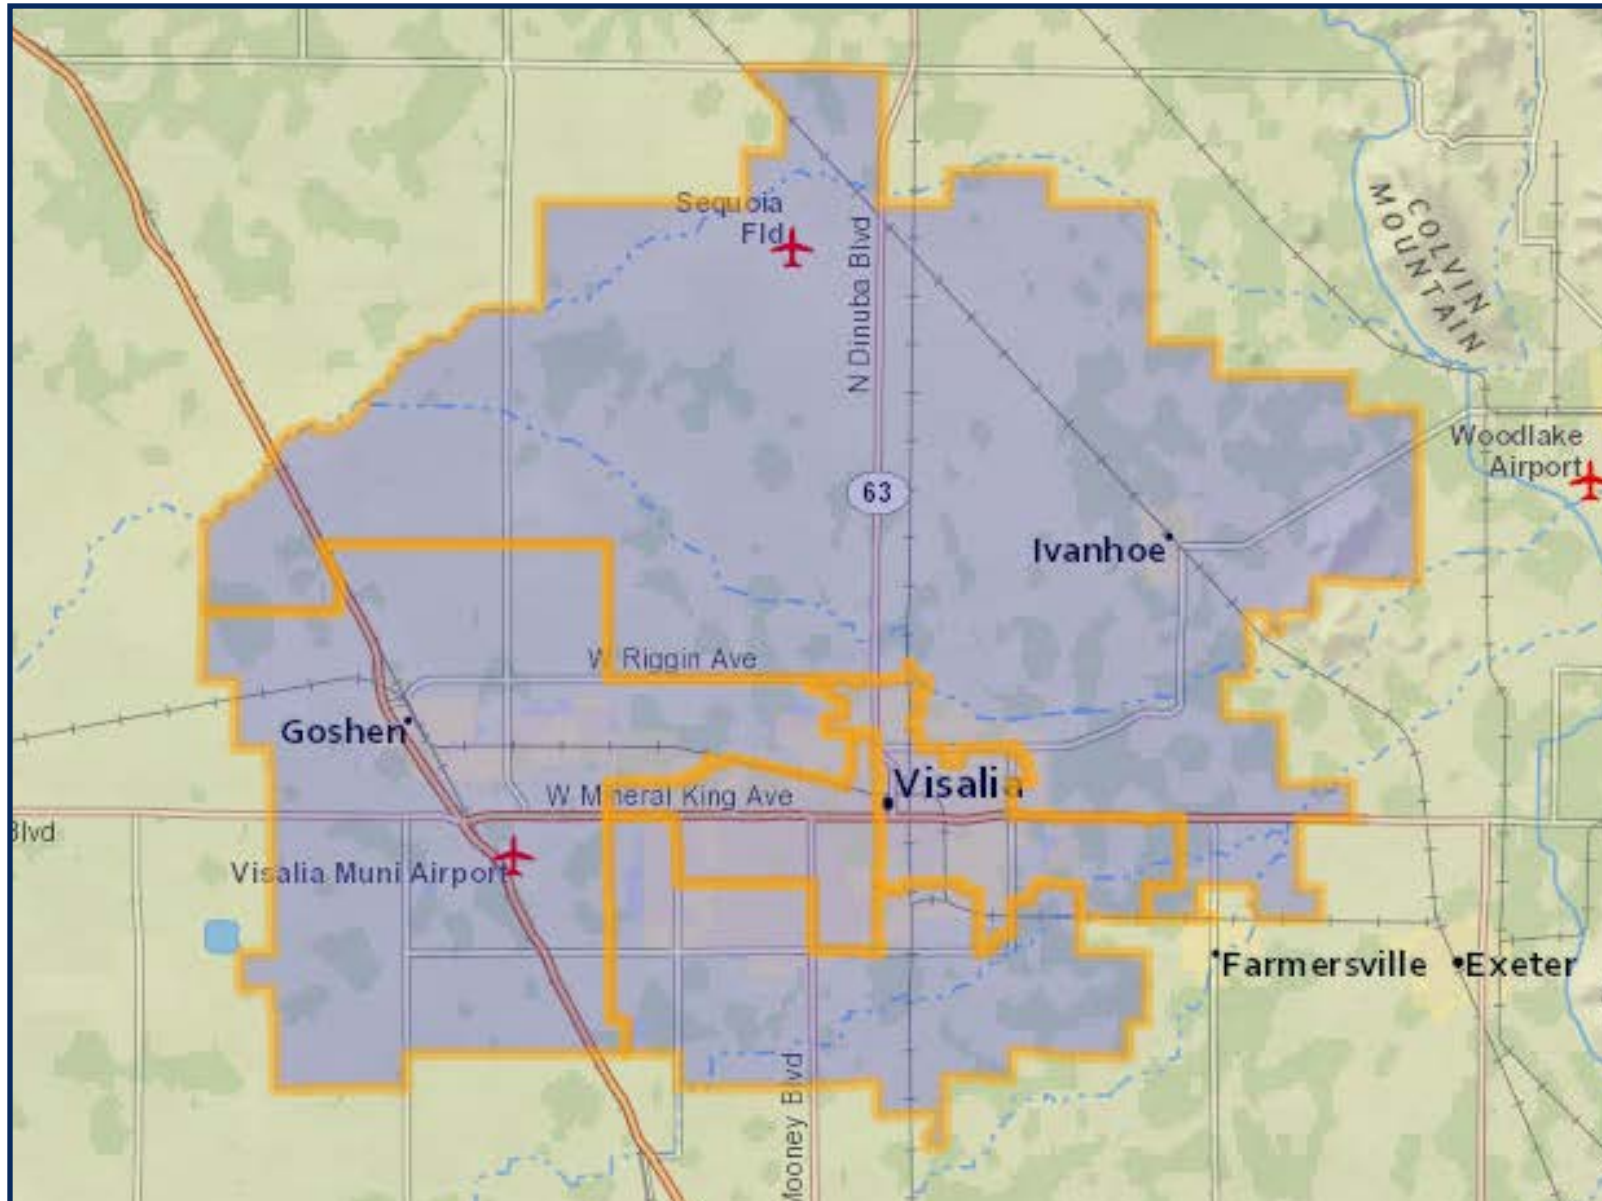 Sequoia
Fld
N Dinuba Blvd
COLVIN
MOUNTAIN
Woodlake
Airport
63
Ivanhoe
W Riggin Ave
Goshen
Visalia
W Mineral King Ave
Blvd
Visalia Muni Airport
Farmersville
Exeter
Mooney Blvd